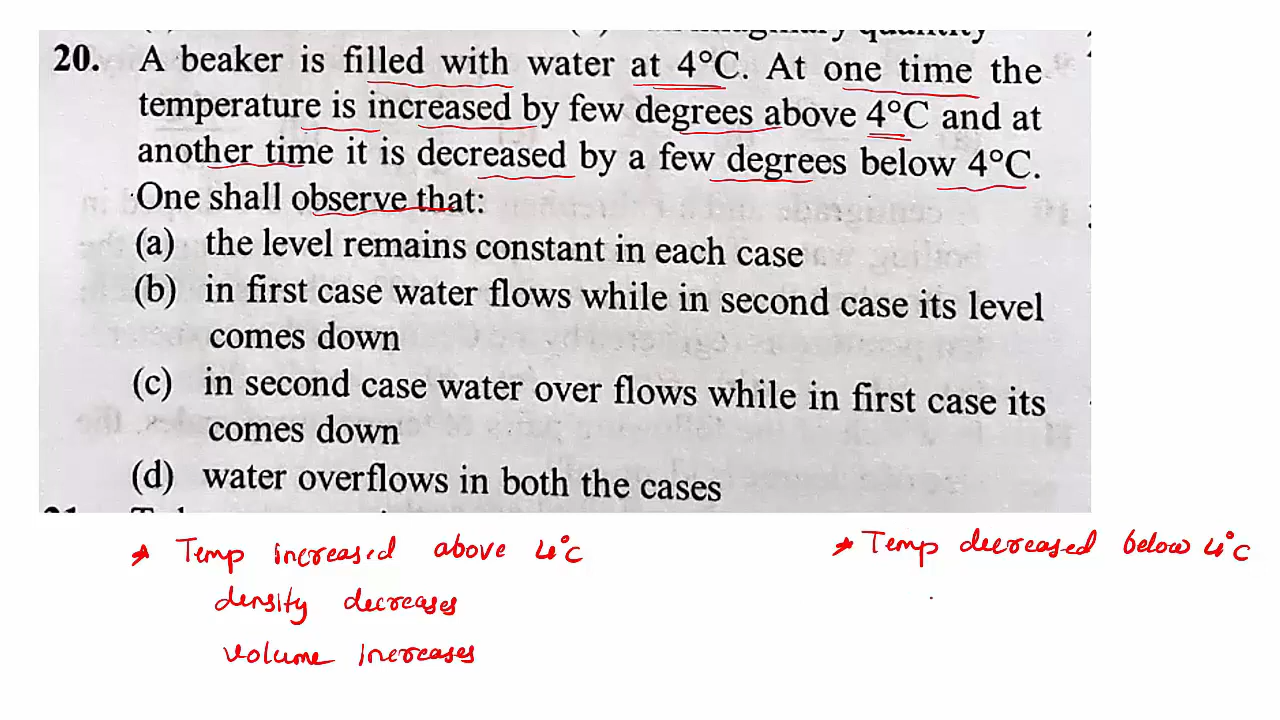 imaginary quantity
20. A beaker is filled with water at 4°C. At one time the
temperature is increased by few degrees above 4°C and at
another time it is decreased by a few degrees below 4°C.
One shall observe that:
(a) the level remains constant in each case
(b) in first case water flows while in second case its level
comes down
(c) in second case water over flows while in first case its
comes down
(d) water overflows in both the cases
* Temp increased above 4°C
* Temp decreased below 4°C
density decreases
volume increases